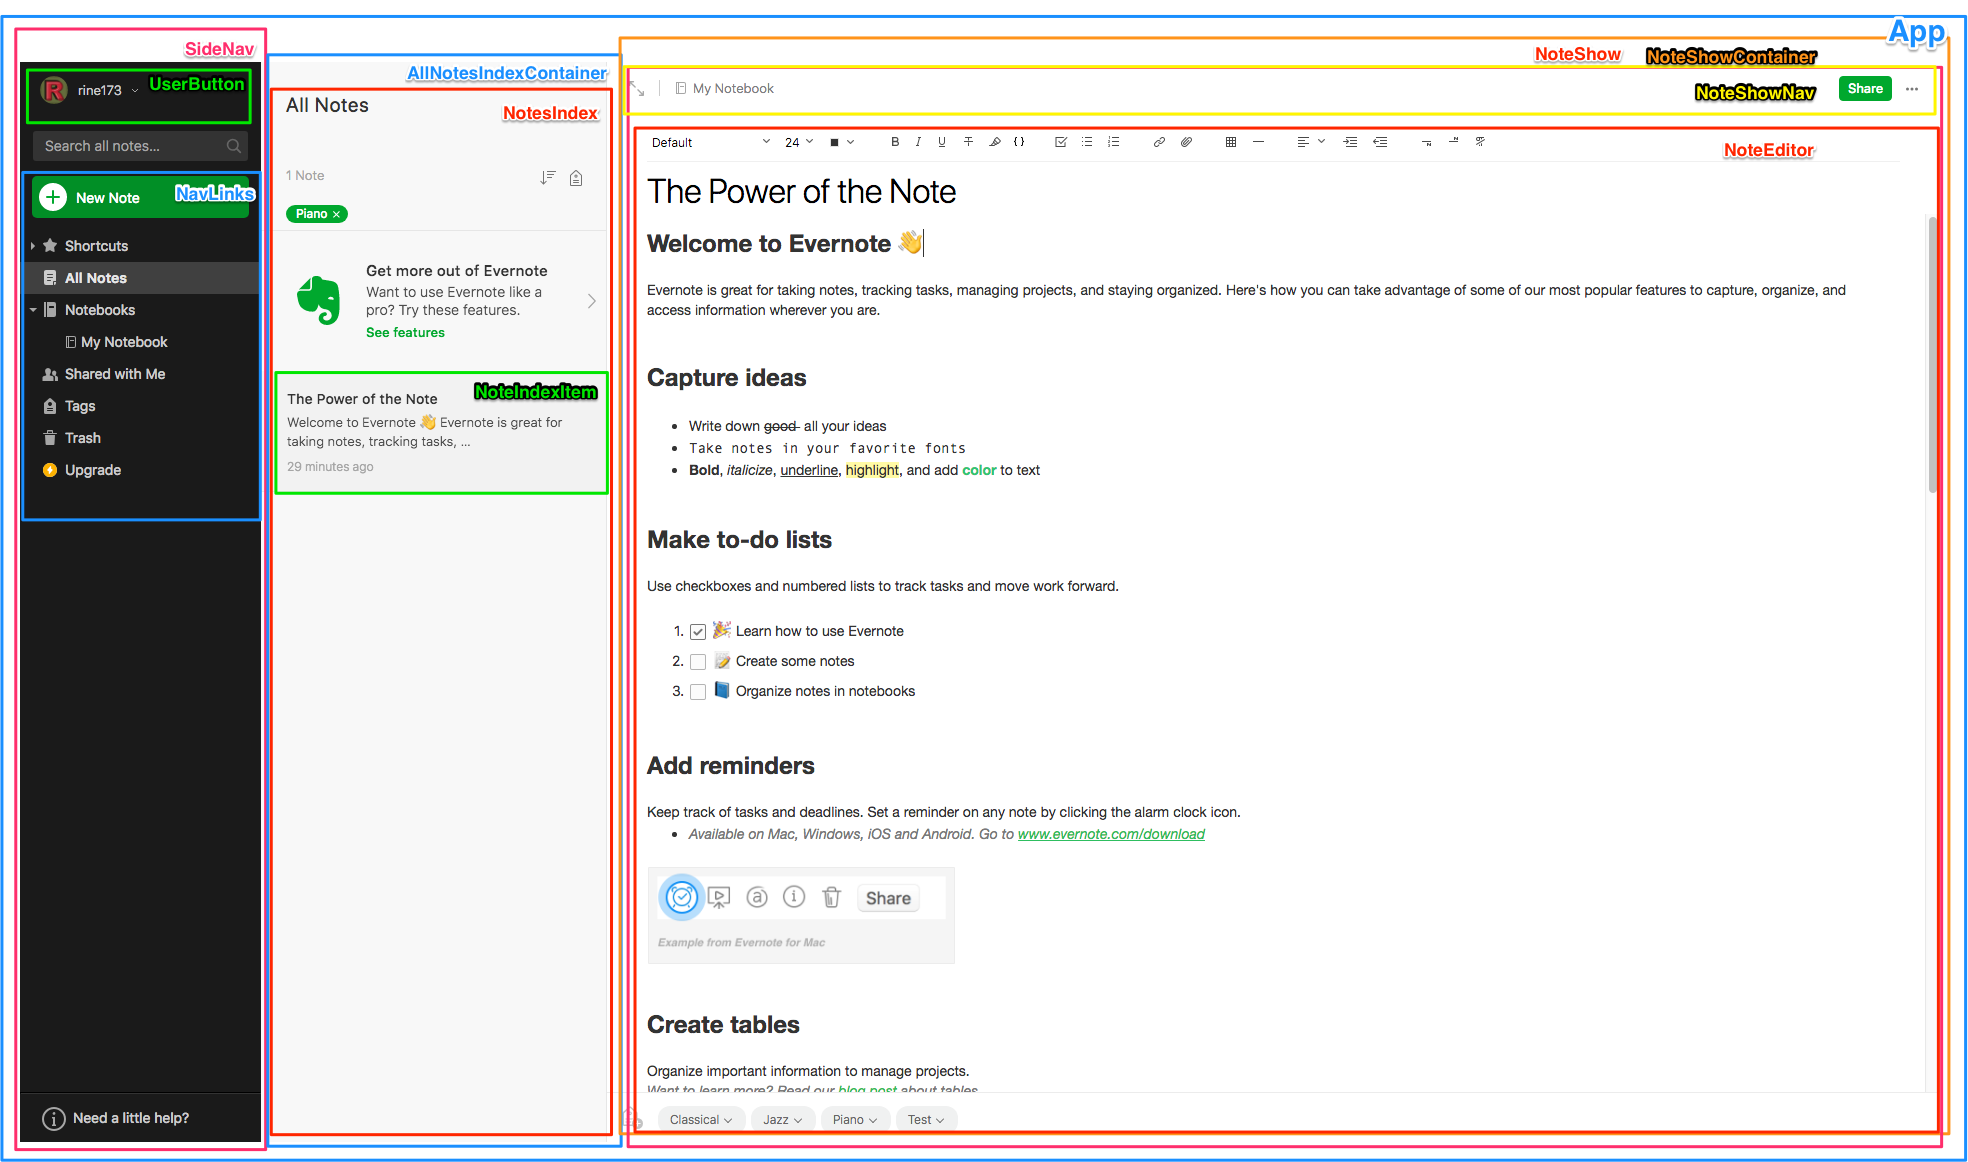 App
SideNav
R
rine173
UserButton
Search all notes...
New Note
NavLinks
Shortcuts
All Notes
Notebooks
My Notebook
Shared with Me
Tags
Trash
Upgrade
Need a little help?
AllNotesIndexContainer
All Notes
NotesIndex
1 Note
Piano ×
Get more out of Evernote
Want to use Evernote like a
pro? Try these features.
See features
The Power of the Note
NoteIndexItem
Welcome to Evernote 👋 Evernote is great for
taking notes, tracking tasks, ...
29 minutes ago
NoteShow NoteShowContainer
My Notebook
NoteShowNav
Share
Default 24 B I U T {}
NoteEditor
The Power of the Note
Welcome to Evernote 👋
Evernote is great for taking notes, tracking tasks, managing projects, and staying organized. Here's how you can take advantage of some of our most popular features to capture, organize, and
access information wherever you are.
Capture ideas
• Write down good all your ideas
• Take notes in your favorite fonts
• Bold, italicize, underline, highlight, and add color to text
Make to-do lists
Use checkboxes and numbered lists to track tasks and move work forward.
1. 🎉 Learn how to use Evernote
2. 📝 Create some notes
3. 📘 Organize notes in notebooks
Add reminders
Keep track of tasks and deadlines. Set a reminder on any note by clicking the alarm clock icon.
• Available on Mac, Windows, iOS and Android. Go to www.evernote.com/download
a i Share
Example from Evernote for Mac
Create tables
Organize important information to manage projects.
Want to learn more? Read our blog post about tables
Classical Jazz Piano Test